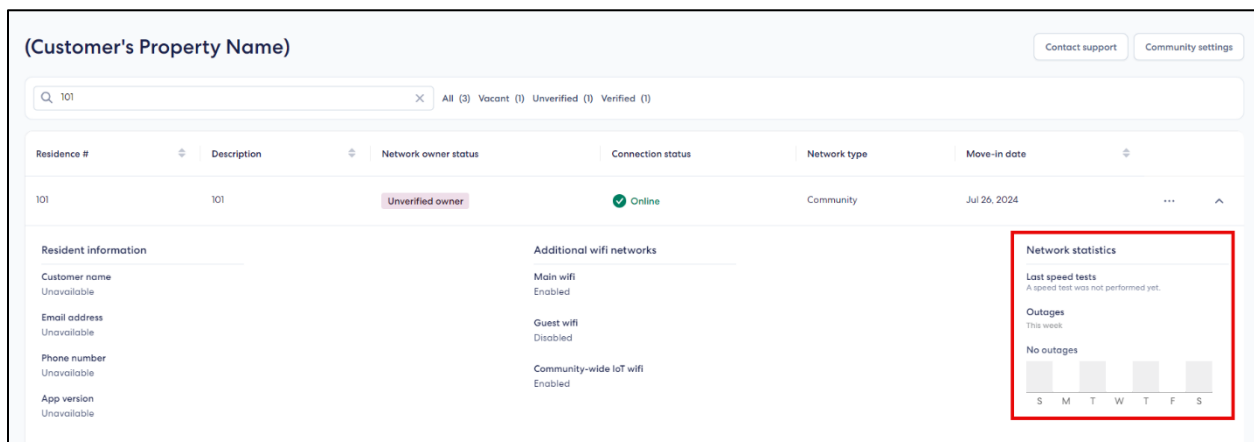 (Customer's Property Name)
Contact support
Community settings
101
All (3) Vacant (1) Unverified (1) Verified (1)
Residence # Description Network owner status Connection status Network type Move-in date
101 101 Unverified owner Online Community Jul 26, 2024 ...
Resident information
Customer name
Unavailable
Email address
Unavailable
Phone number
Unavailable
App version
Unavailable
Additional wifi networks
Main wifi
Enabled
Guest wifi
Disabled
Community-wide IoT wifi
Enabled
Network statistics
Last speed tests
A speed test was not performed yet.
Outages
This week
No outages
S M T W T F S